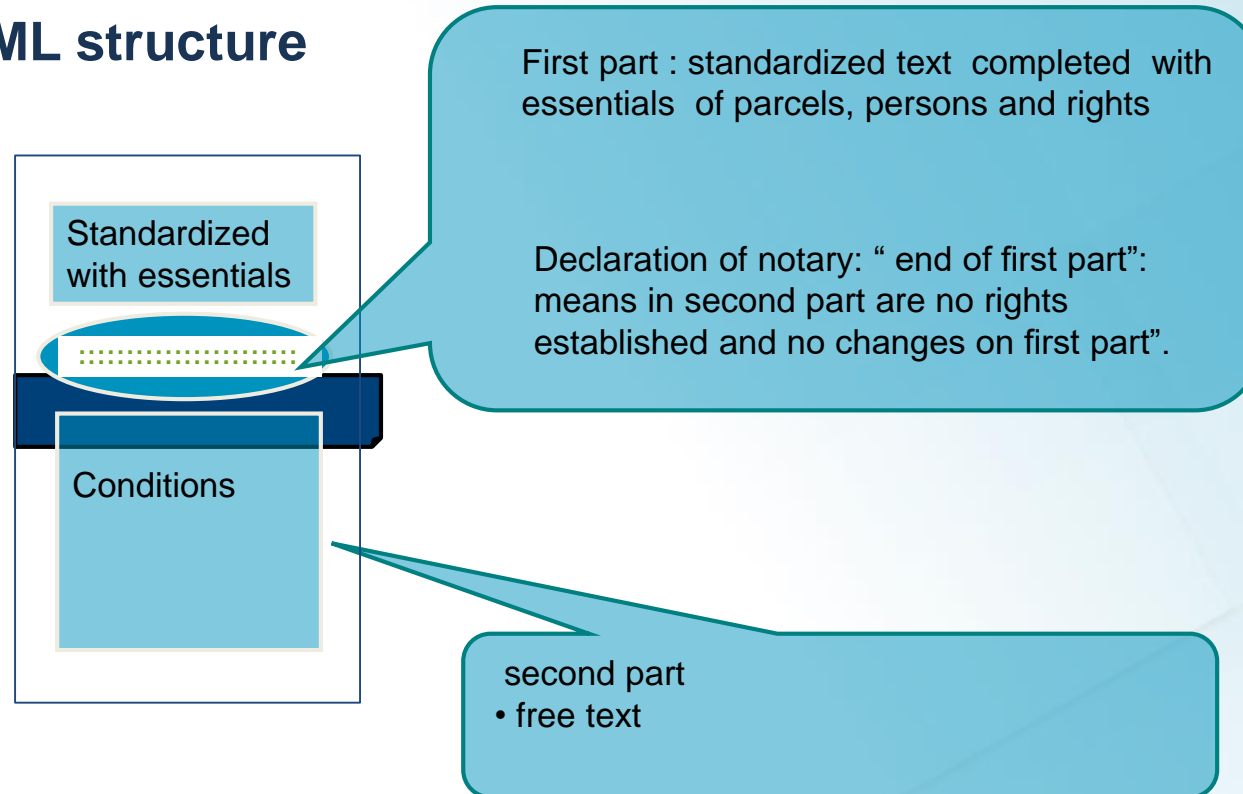 ML structure
First part : standardized text completed with
essentials of parcels, persons and rights
Declaration of notary: “ end of first part”:
means in second part are no rights
established and no changes on first part”.
Standardized
with essentials
Conditions
second part
• free text